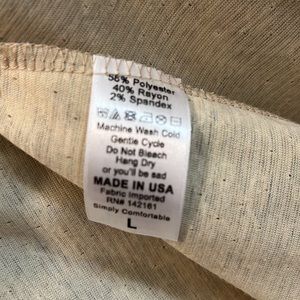 58% Polyester
40% Rayon
2% Spandex
Machine Wash Cold
Gentle Cycle
Do Not Bleach
Hang Dry
or you'll be sad
MADE IN USA
Fabric Imported
RN# 142161
Simply Comfortable
L